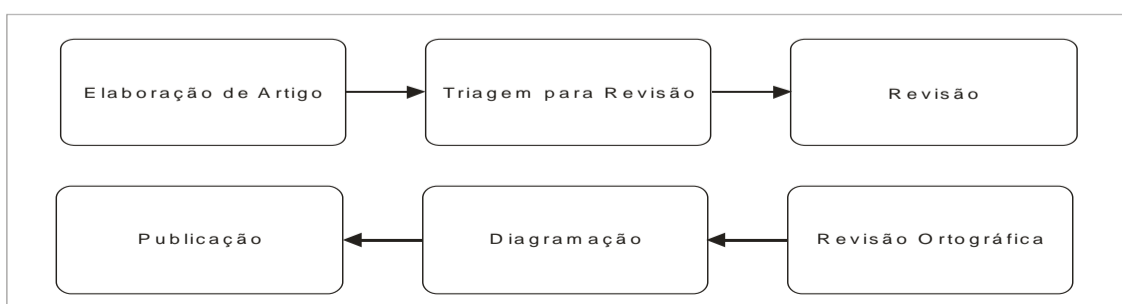 Elaboração de Artigo
Triagem para Revisão
Revisão
Publicação
Diagramação
Revisão Ortográfica